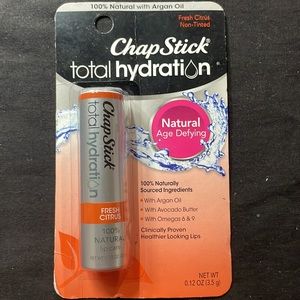 100% Natural with Argan Oil
Fresh Citrus
Non-Tinted
ChapStick®
total hydration
Natural
Age Defying
100% Naturally
Sourced Ingredients:
• With Argan Oil
• With Avocado Butter
• With Omegas 6 & 9
Clinically Proven
Healthier Looking Lips
NET WT
0.12 OZ (3.5 g)
ChapStick
total hydration
FRESH
CITRUS
100%
NATURAL
lip care